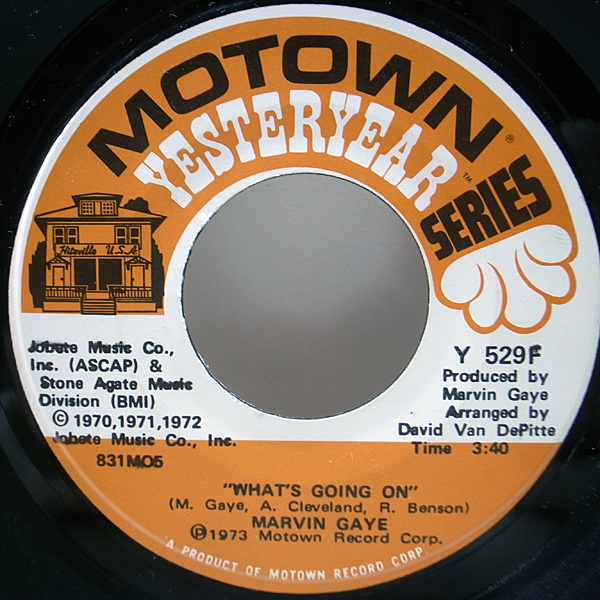 MOTOWN®
YESTERYEAR™
SERIES
Hitsville U.S.A
Jobete Music Co.,
Inc. (ASCAP) &
Stone Agate Music
Division (BMI)
© 1970,1971,1972
Jobete Music Co., Inc.
831M05
Y 529F
Produced by
Marvin Gaye
Arranged by
David Van DePitte
Time 3:40
"WHAT'S GOING ON"
(M. Gaye, A. Cleveland, R. Benson)
MARVIN GAYE
℗1973 Motown Record Corp.
A PRODUCT OF MOTOWN RECORD CORP.